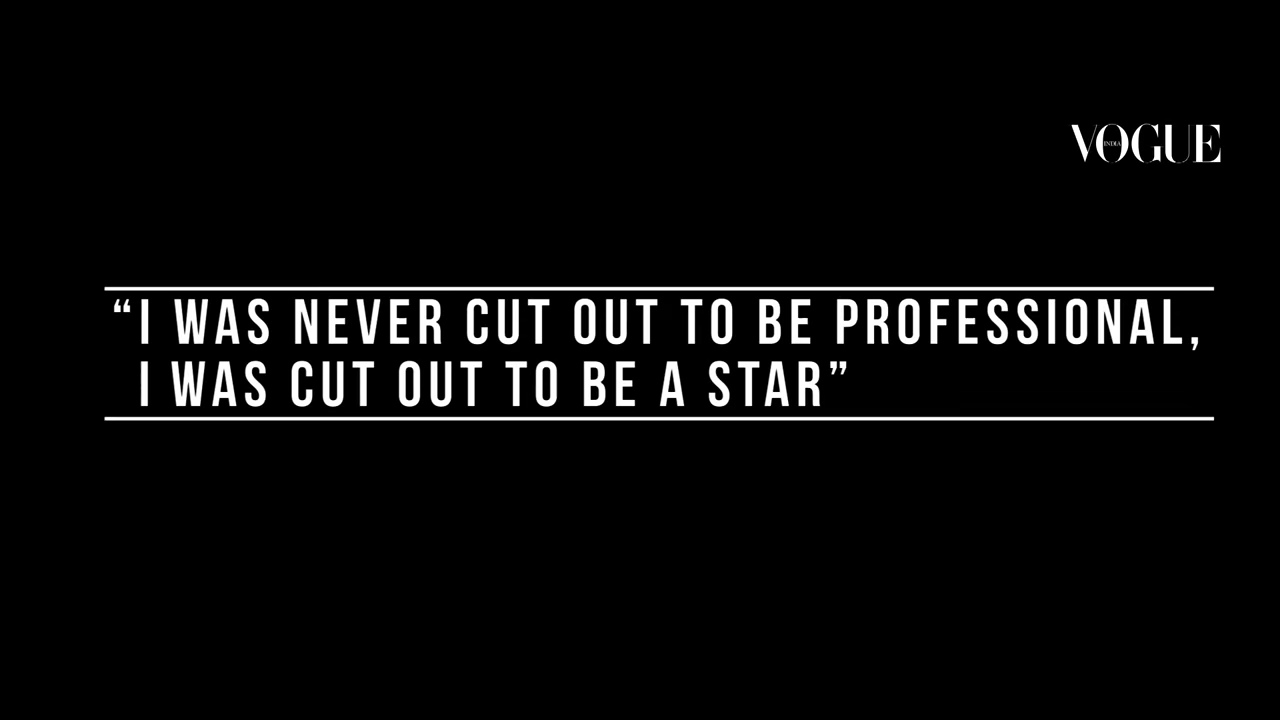 VOGUE
INDIA
“I WAS NEVER CUT OUT TO BE PROFESSIONAL,
I WAS CUT OUT TO BE A STAR”